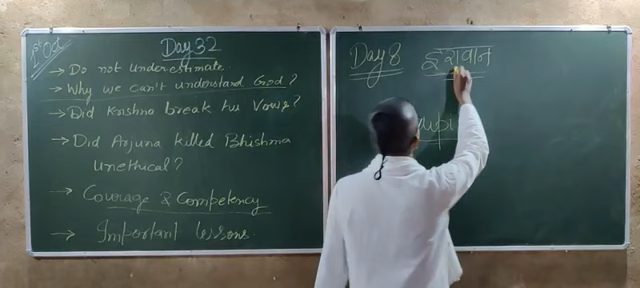 1st Oct
Day 32
→ Do not underestimate.
→ Why we can't understand God?
→ Did Krishna break his Vows?
→ Did Arjuna killed Bhishma
unethical?
→ Courage & Competency
→ Important lessons.
Day 8
इरावान